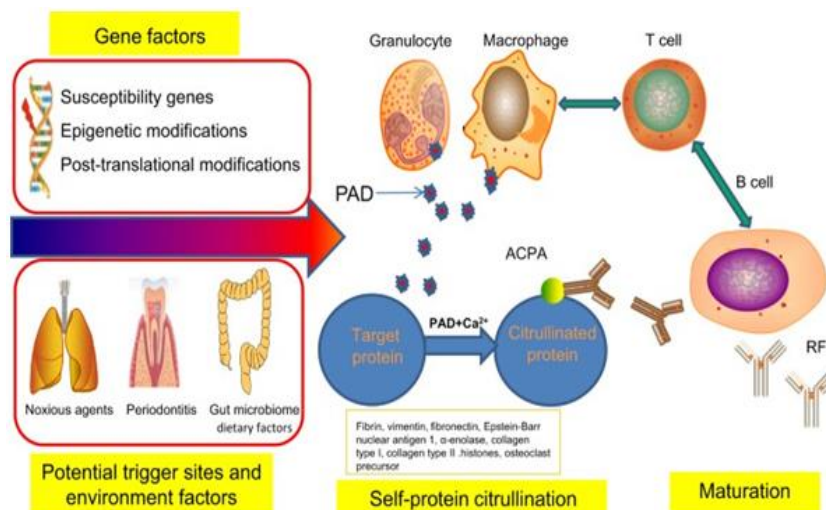 Gene factors
Susceptibility genes
Epigenetic modifications
Post-translational modifications
Noxious agents
Periodontitis
Gut microbiome
dietary factors
Potential trigger sites and
environment factors
Granulocyte
Macrophage
T cell
PAD
B cell
ACPA
Target
protein
PAD+Ca²⁺
Citrullinated
protein
RF
Fibrin, vimentin, fibronectin, Epstein-Barr
nuclear antigen 1, α-enolase, collagen
type I, collagen type II .histones, osteoclast
precursor
Self-protein citrullination
Maturation